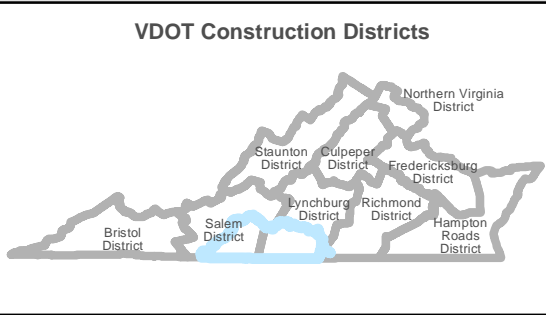 VDOT Construction Districts
Northern Virginia
District
Staunton
District
Culpeper
District
Fredericksburg
District
Lynchburg
District
Richmond
District
Salem
District
Bristol
District
Hampton
Roads
District